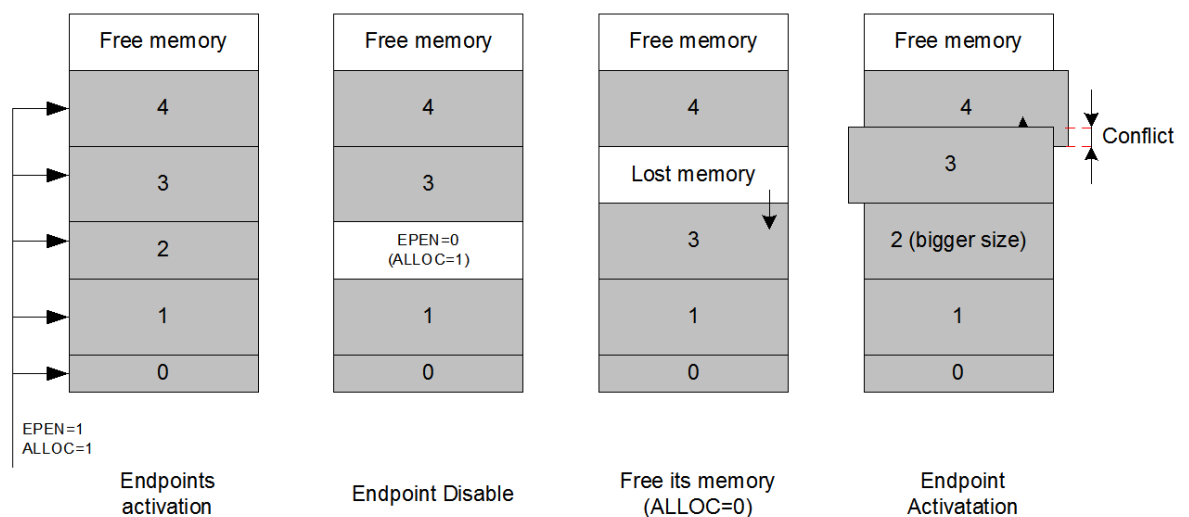 Free memory
4
3
2
1
0
EPEN=1
ALLOC=1
Endpoints
activation
Free memory
4
3
EPEN=0
(ALLOC=1)
1
0
Endpoint Disable
Free memory
4
Lost memory
3
1
0
Free its memory
(ALLOC=0)
Free memory
4
Conflict
3
2 (bigger size)
1
0
Endpoint
Activatation